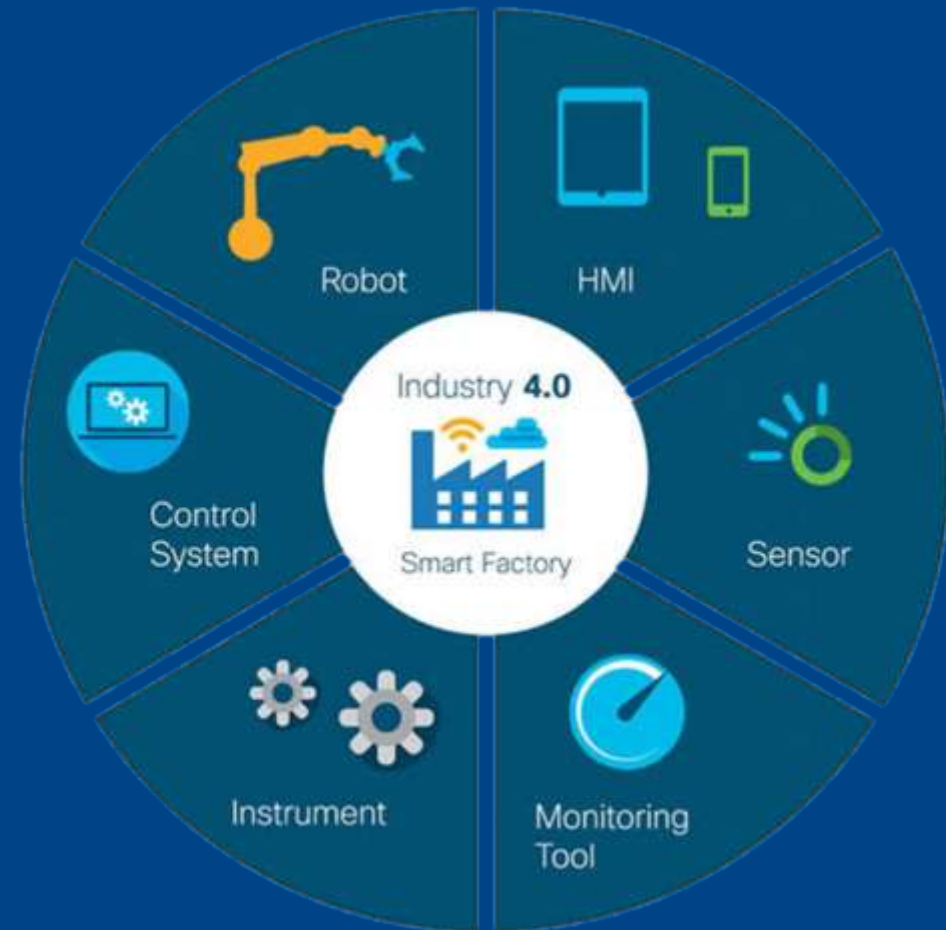 Robot
HMI
Industry 4.0
Smart Factory
Control
System
Sensor
Instrument
Monitoring
Tool